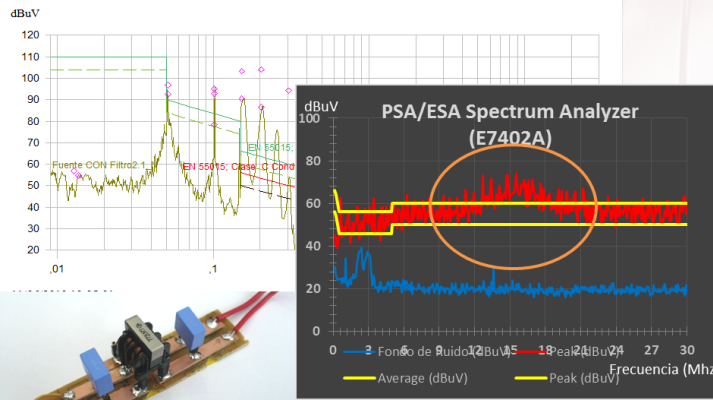 dBuV
120
110
100
90
80
70
60
50
40
30
20
.01
.1
Fuente CON Filtro2.1
EN 55015;
EN 55015; Clase C Cond
dBuV
PSA/ESA Spectrum Analyzer
(E7402A)
100
80
60
40
20
0
0 3 6 9 12 15 18 21 24 27 30
Fondo de Ruido (dBuV)
Peak (dBuV)
Frecuencia (Mhz
Average (dBuV)
Peak (dBuV)